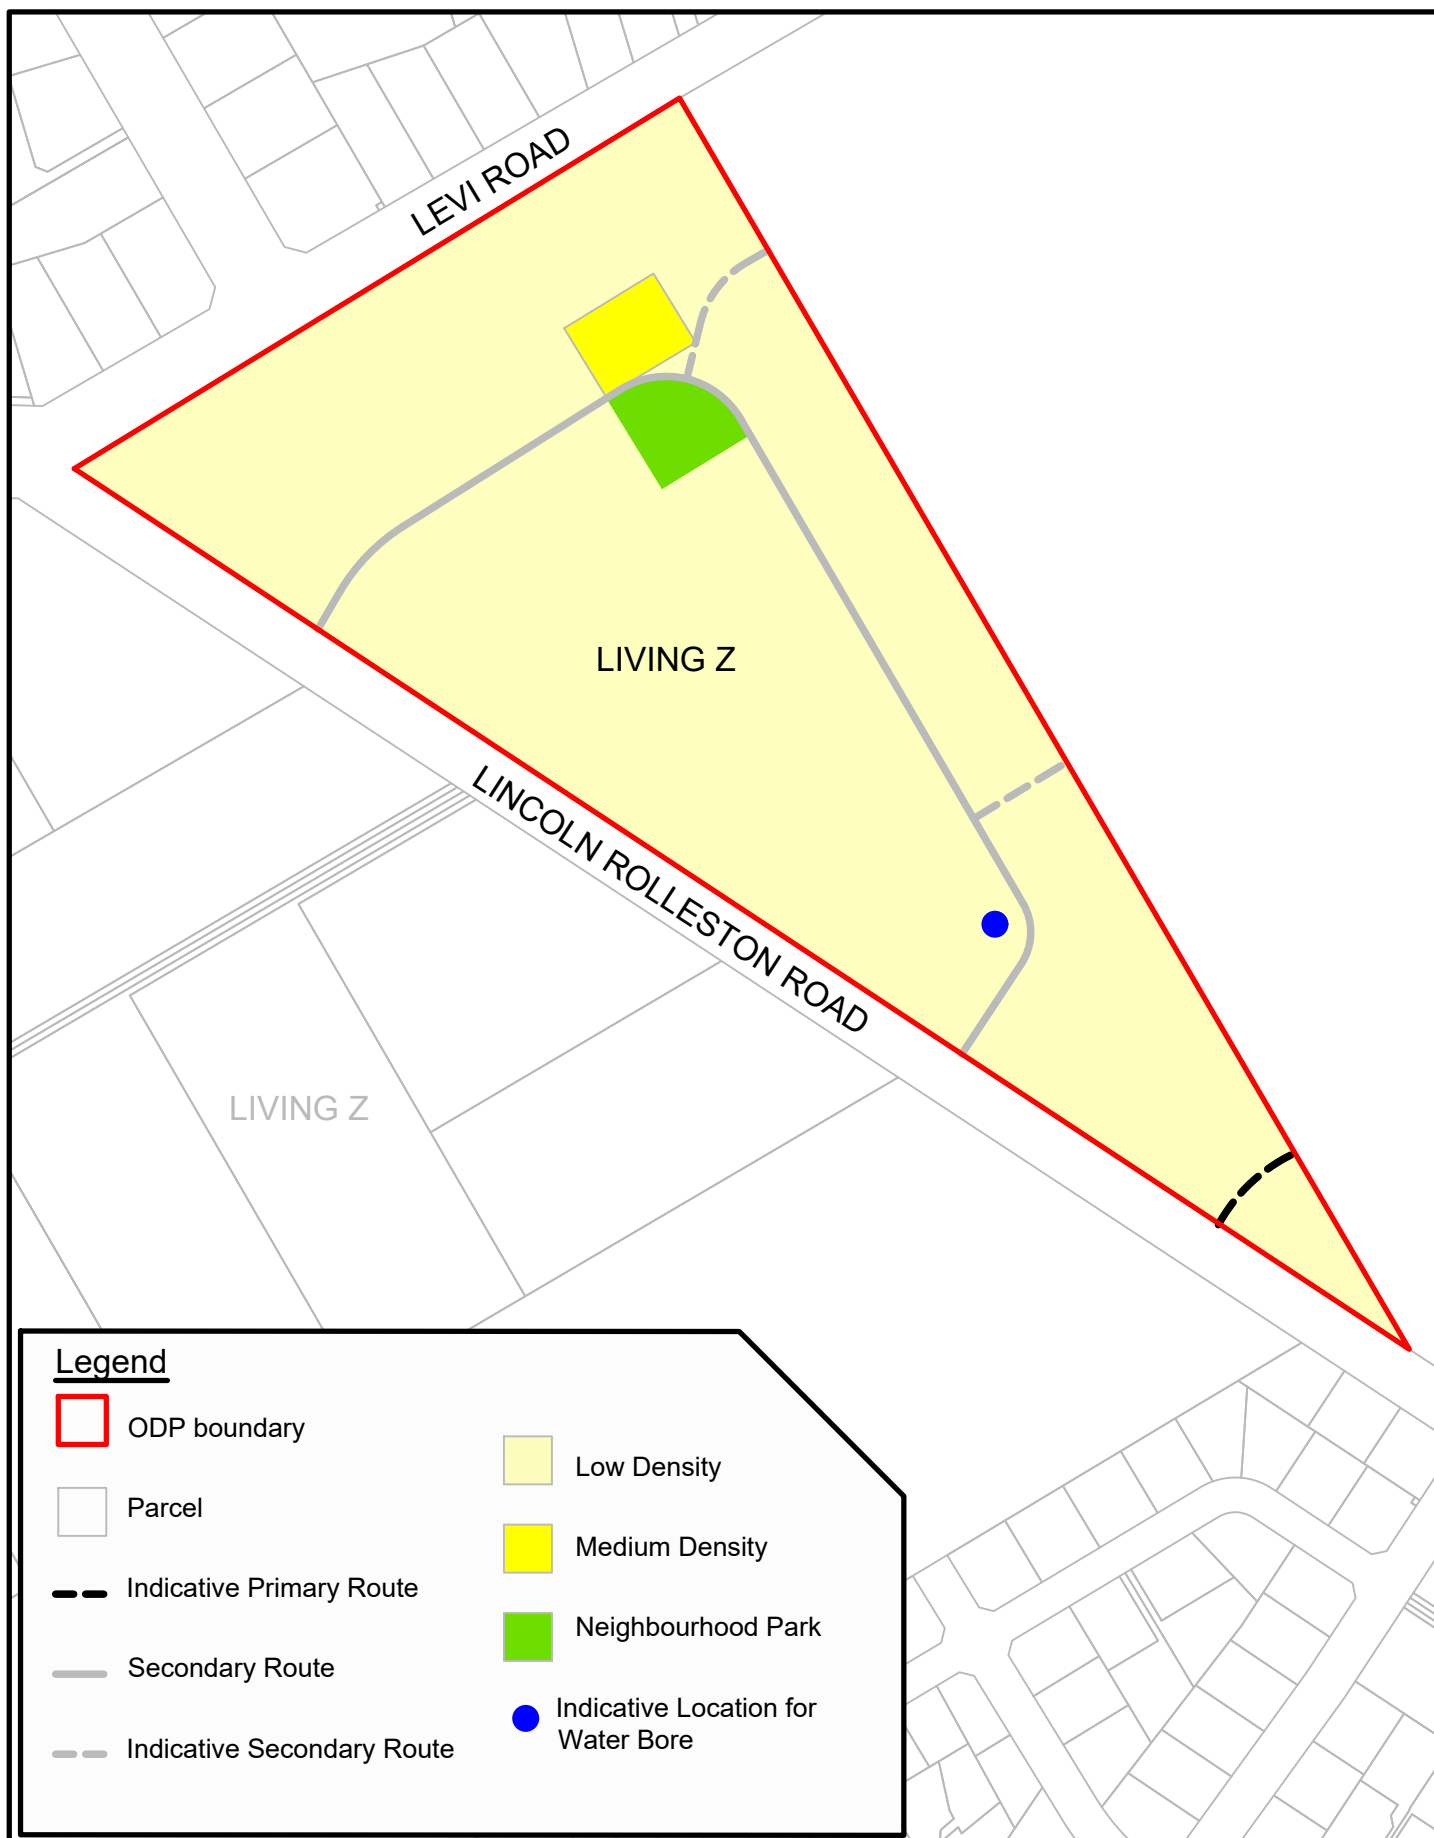 LEVI ROAD
LIVING Z
LINCOLN ROLLESTON ROAD
LIVING Z
Legend
ODP boundary
Parcel
Indicative Primary Route
Secondary Route
Indicative Secondary Route
Low Density
Medium Density
Neighbourhood Park
Indicative Location for
Water Bore